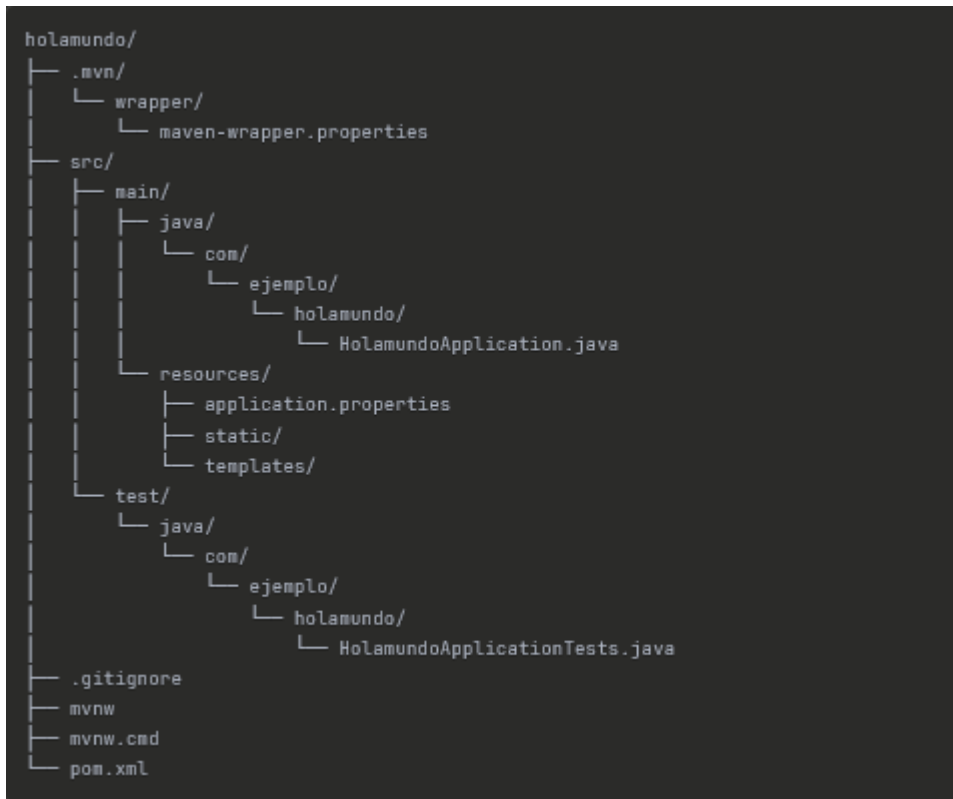 holamundo/
├── .mvn/
│   └── wrapper/
│       └── maven-wrapper.properties
├── src/
│   ├── main/
│   │   ├── java/
│   │   │   └── com/
│   │   │       └── ejemplo/
│   │   │           └── holamundo/
│   │   │               └── HolamundoApplication.java
│   │   └── resources/
│   │       ├── application.properties
│   │       ├── static/
│   │       └── templates/
│   └── test/
│       └── java/
│           └── com/
│               └── ejemplo/
│                   └── holamundo/
│                       └── HolamundoApplicationTests.java
├── .gitignore
├── mvnw
├── mvnw.cmd
└── pom.xml